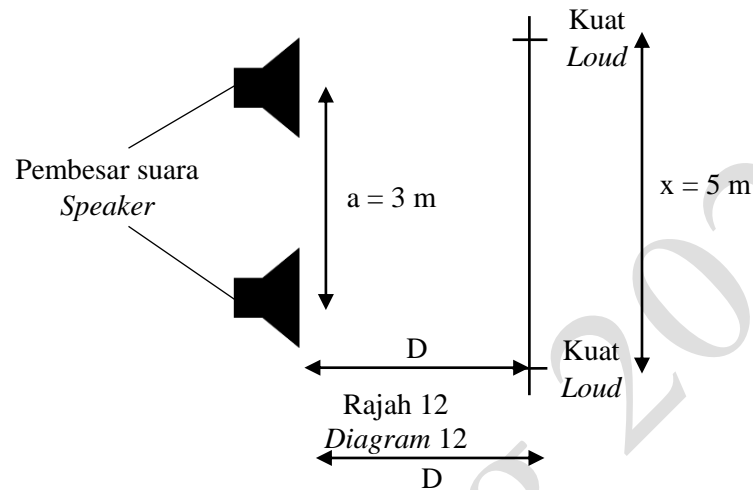 Kuat
Loud
Pembesar suara
Speaker
a = 3 m
x = 5 m
D
Kuat
Loud
Rajah 12
Diagram 12
D